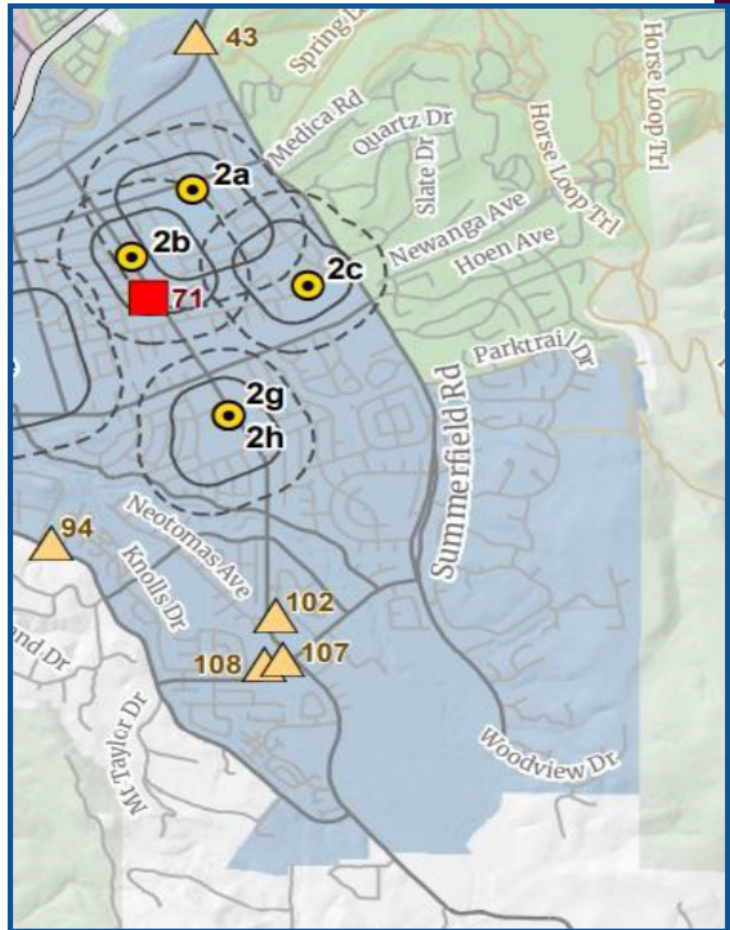 43
Spring L
Medica Rd
Quartz Dr
Slate Dr
Horse Loop Trl
Horse Loop Trl
2a
2b
2c
Newanga Ave
Hoen Ave
71
Parktrail Dr
2g
2h
Summerfield Rd
94
Neotomas Ave
Knolls Dr
102
and Dr
108
107
Mt Taylor Dr
Woodview Dr